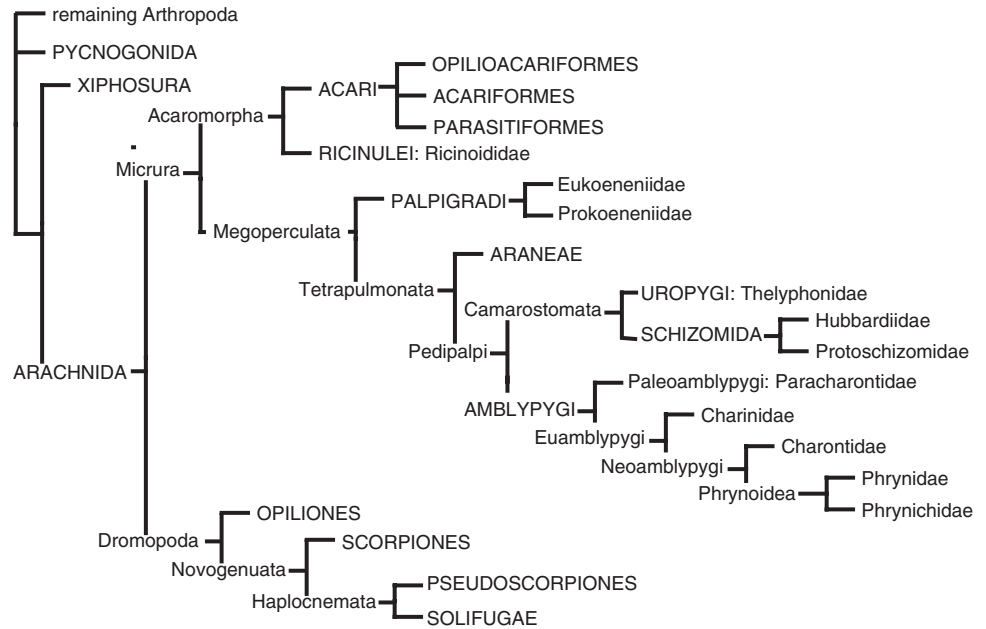 remaining Arthropoda
PYCNOGONIDA
XIPHOSURA
OPILIOACARIFORMES
ACARI
ACARIFORMES
Acaromorpha
PARASITIFORMES
RICINULEI: Ricinoididae
Micrura
Eukoeneniidae
PALPIGRADI
Prokoeneniidae
Megoperculata
ARANEAE
Tetrapulmonata
UROPYGI: Thelyphonidae
Camarostomata
Hubbardiidae
SCHIZOMIDA
Protoschizomidae
Pedipalpi
ARACHNIDA
Paleoamblypygi: Paracharontidae
AMBLYPYGI
Charinidae
Euamblypygi
Charontidae
Neoamblypygi
Phrynidae
Phrynoidea
Phrynichidae
OPILIONES
Dromopoda
SCORPIONES
Novogenuata
PSEUDOSCORPIONES
Haplocnemata
SOLIFUGAE